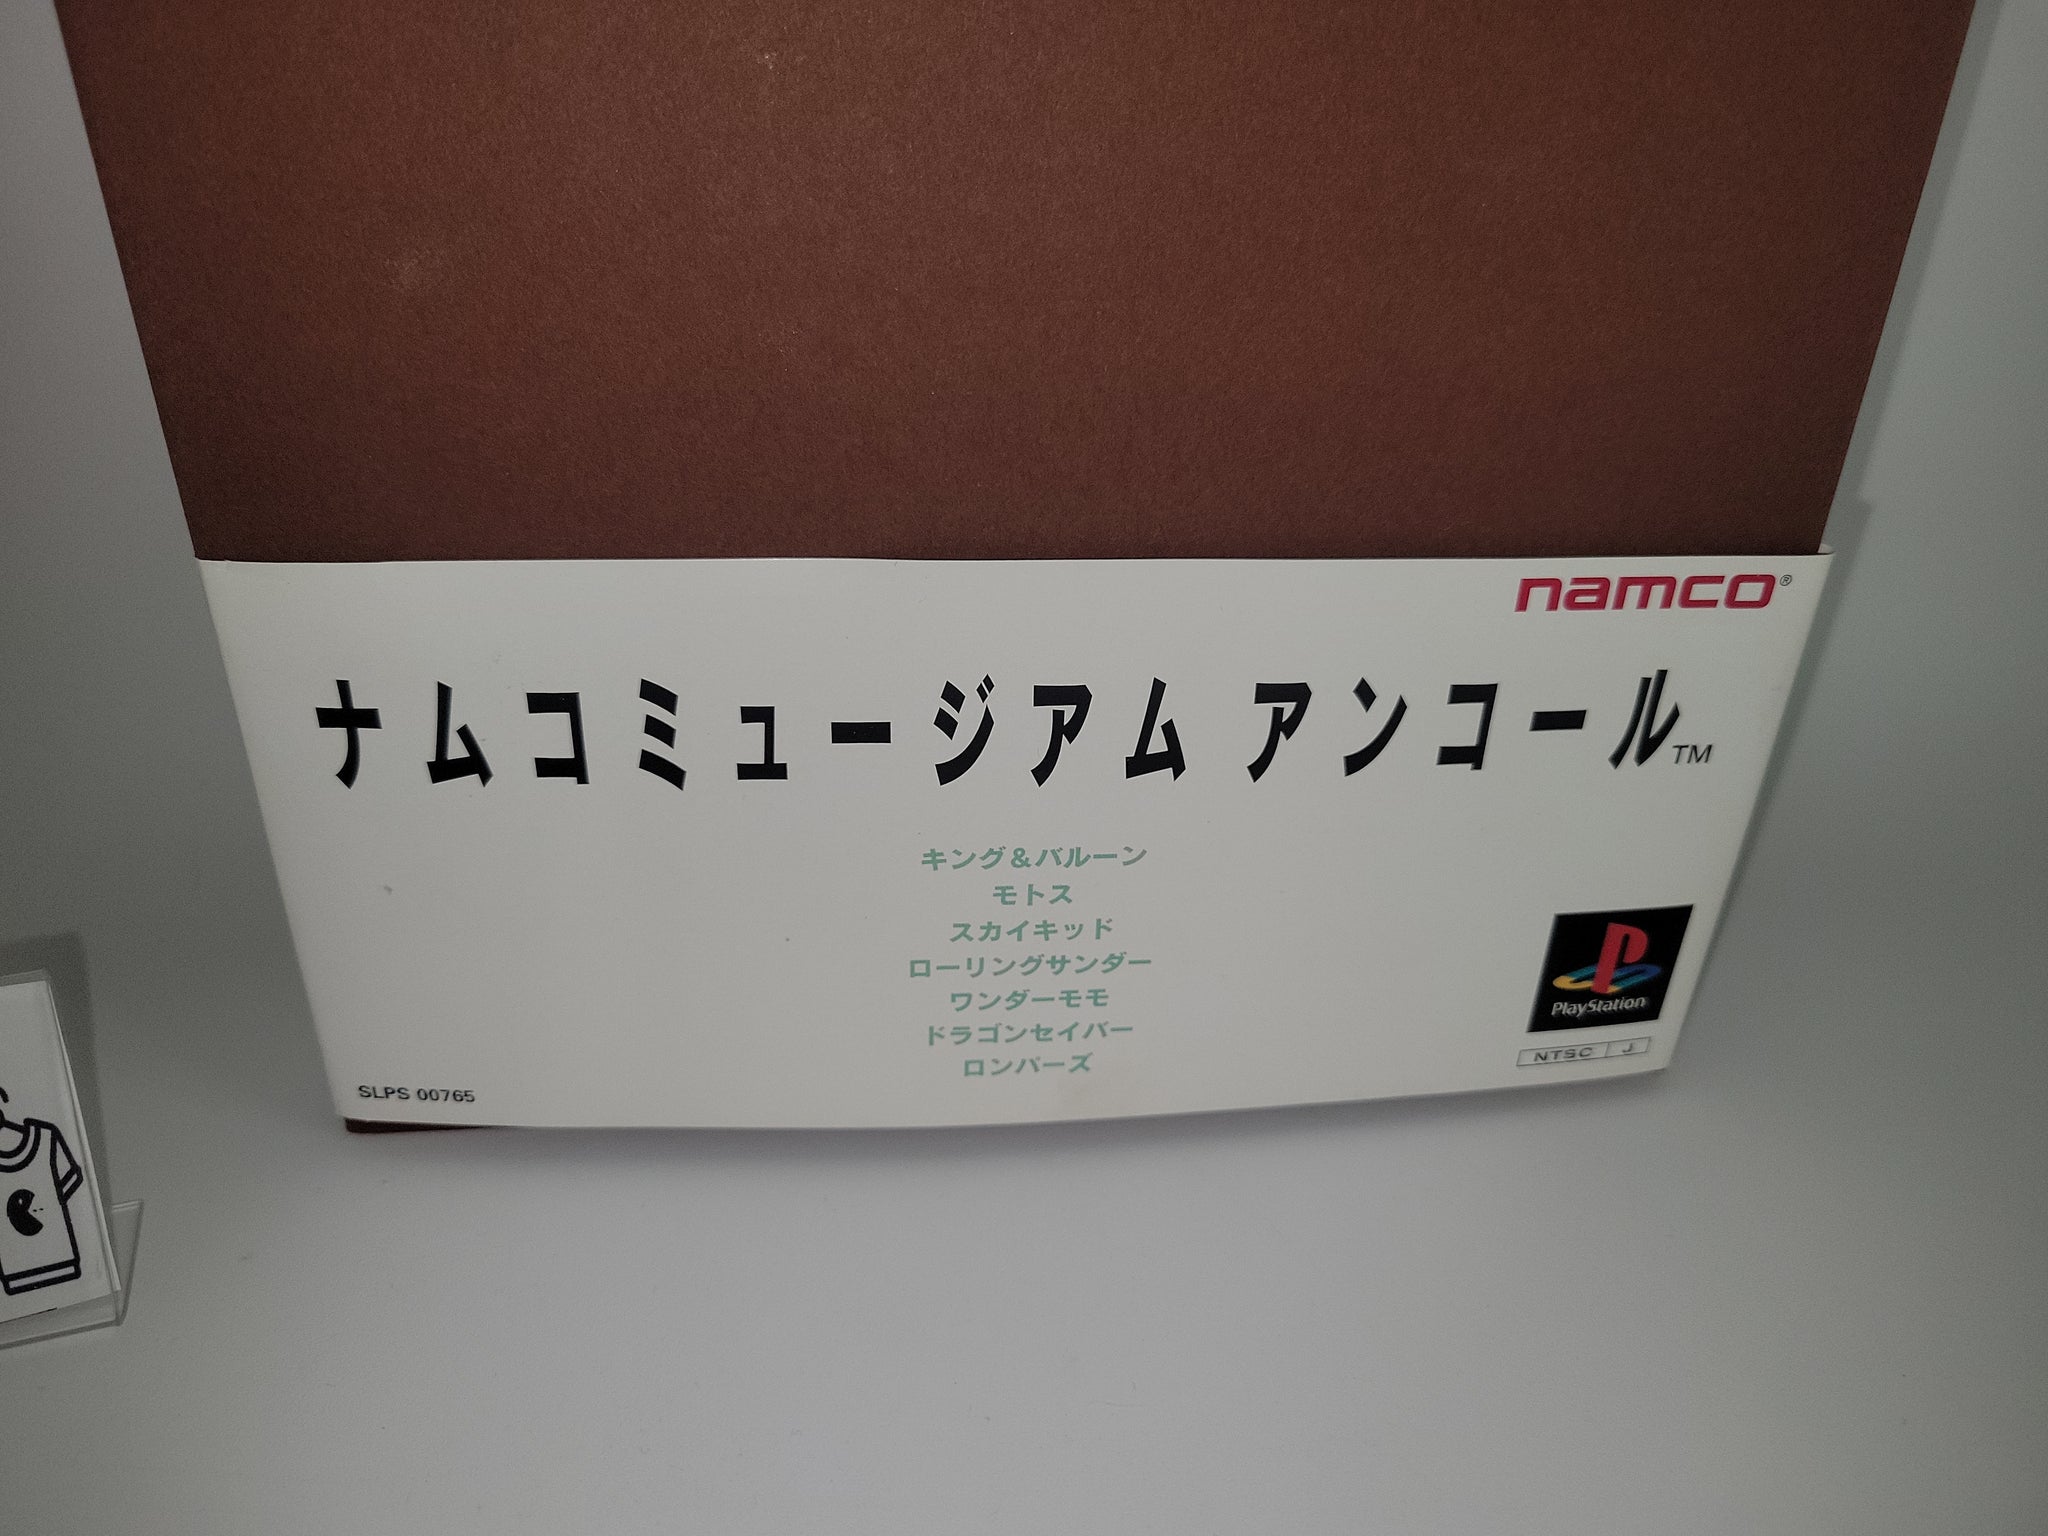 namco®
ナムコミュージアム アンコール™
キング&バルーン
モトス
スカイキッド
ローリングサンダー
ワンダーモモ
ドラゴンセイバー
ロンパーズ
PlayStation
NTSC J
SLPS 00765